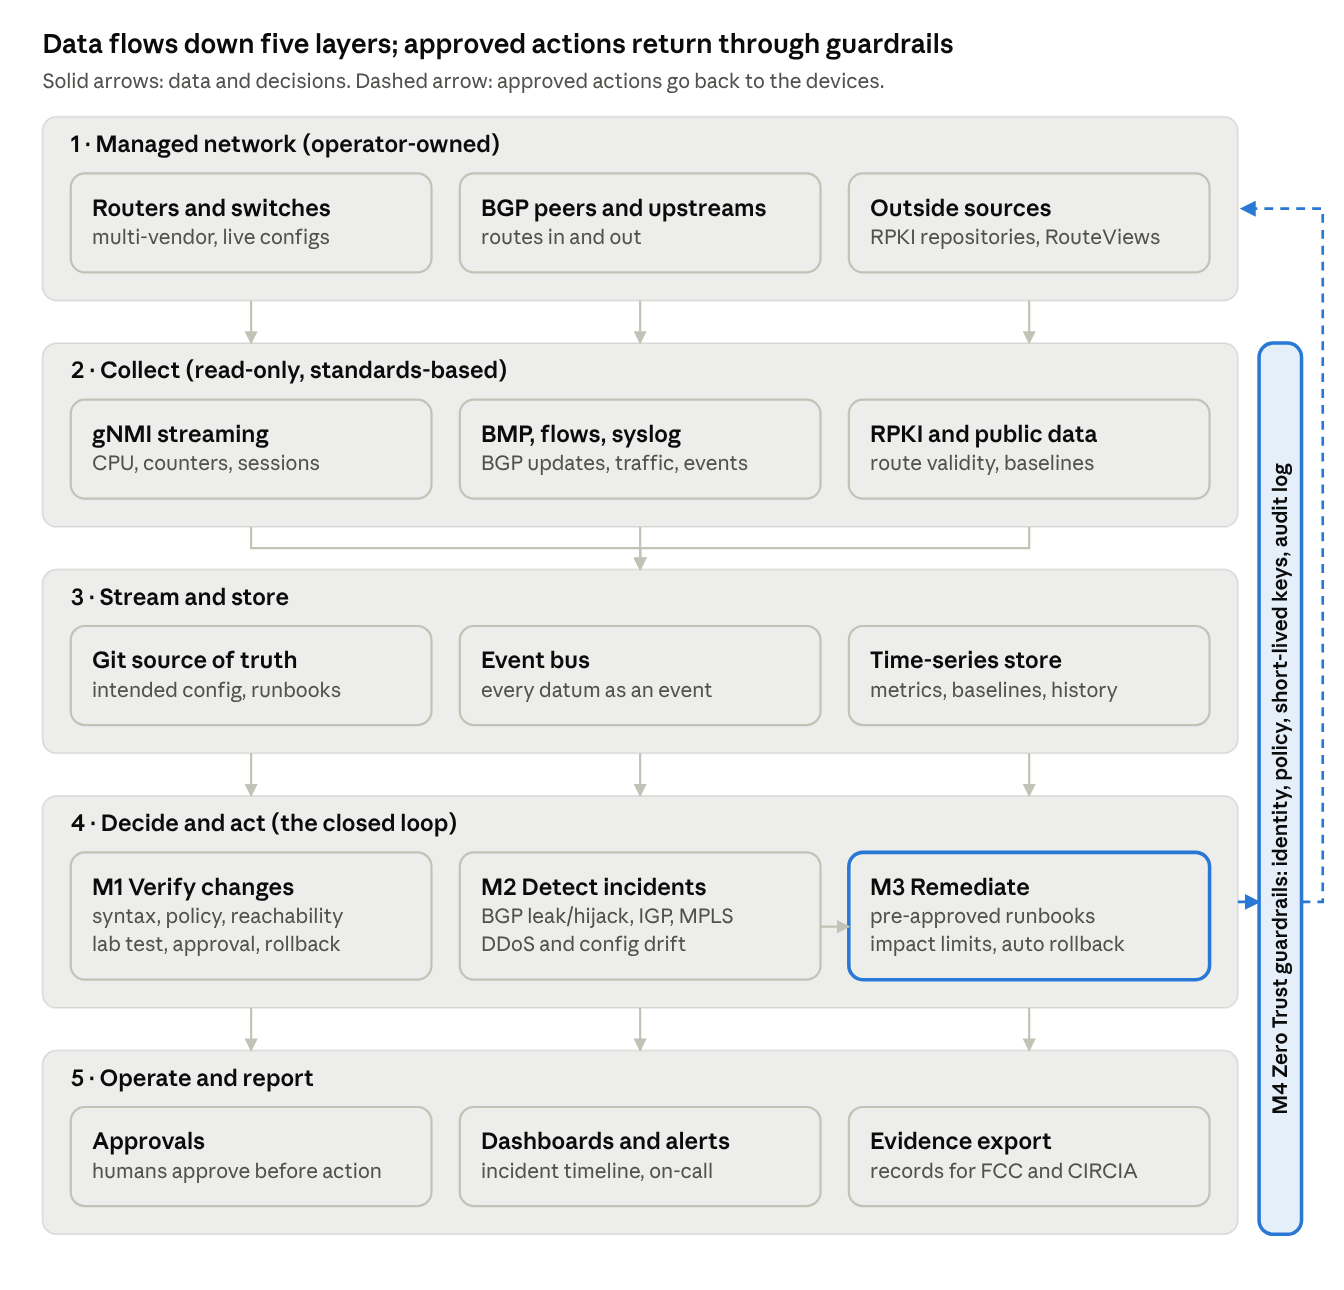 Data flows down five layers; approved actions return through guardrails
Solid arrows: data and decisions. Dashed arrow: approved actions go back to the devices.
1 · Managed network (operator-owned)
Routers and switches
multi-vendor, live configs
BGP peers and upstreams
routes in and out
Outside sources
RPKI repositories, RouteViews
2 · Collect (read-only, standards-based)
gNMI streaming
CPU, counters, sessions
BMP, flows, syslog
BGP updates, traffic, events
RPKI and public data
route validity, baselines
3 · Stream and store
Git source of truth
intended config, runbooks
Event bus
every datum as an event
Time-series store
metrics, baselines, history
4 · Decide and act (the closed loop)
M1 Verify changes
syntax, policy, reachability
lab test, approval, rollback
M2 Detect incidents
BGP leak/hijack, IGP, MPLS
DDoS and config drift
M3 Remediate
pre-approved runbooks
impact limits, auto rollback
5 · Operate and report
Approvals
humans approve before action
Dashboards and alerts
incident timeline, on-call
Evidence export
records for FCC and CIRCIA
M4 Zero Trust guardrails: identity, policy, short-lived keys, audit log